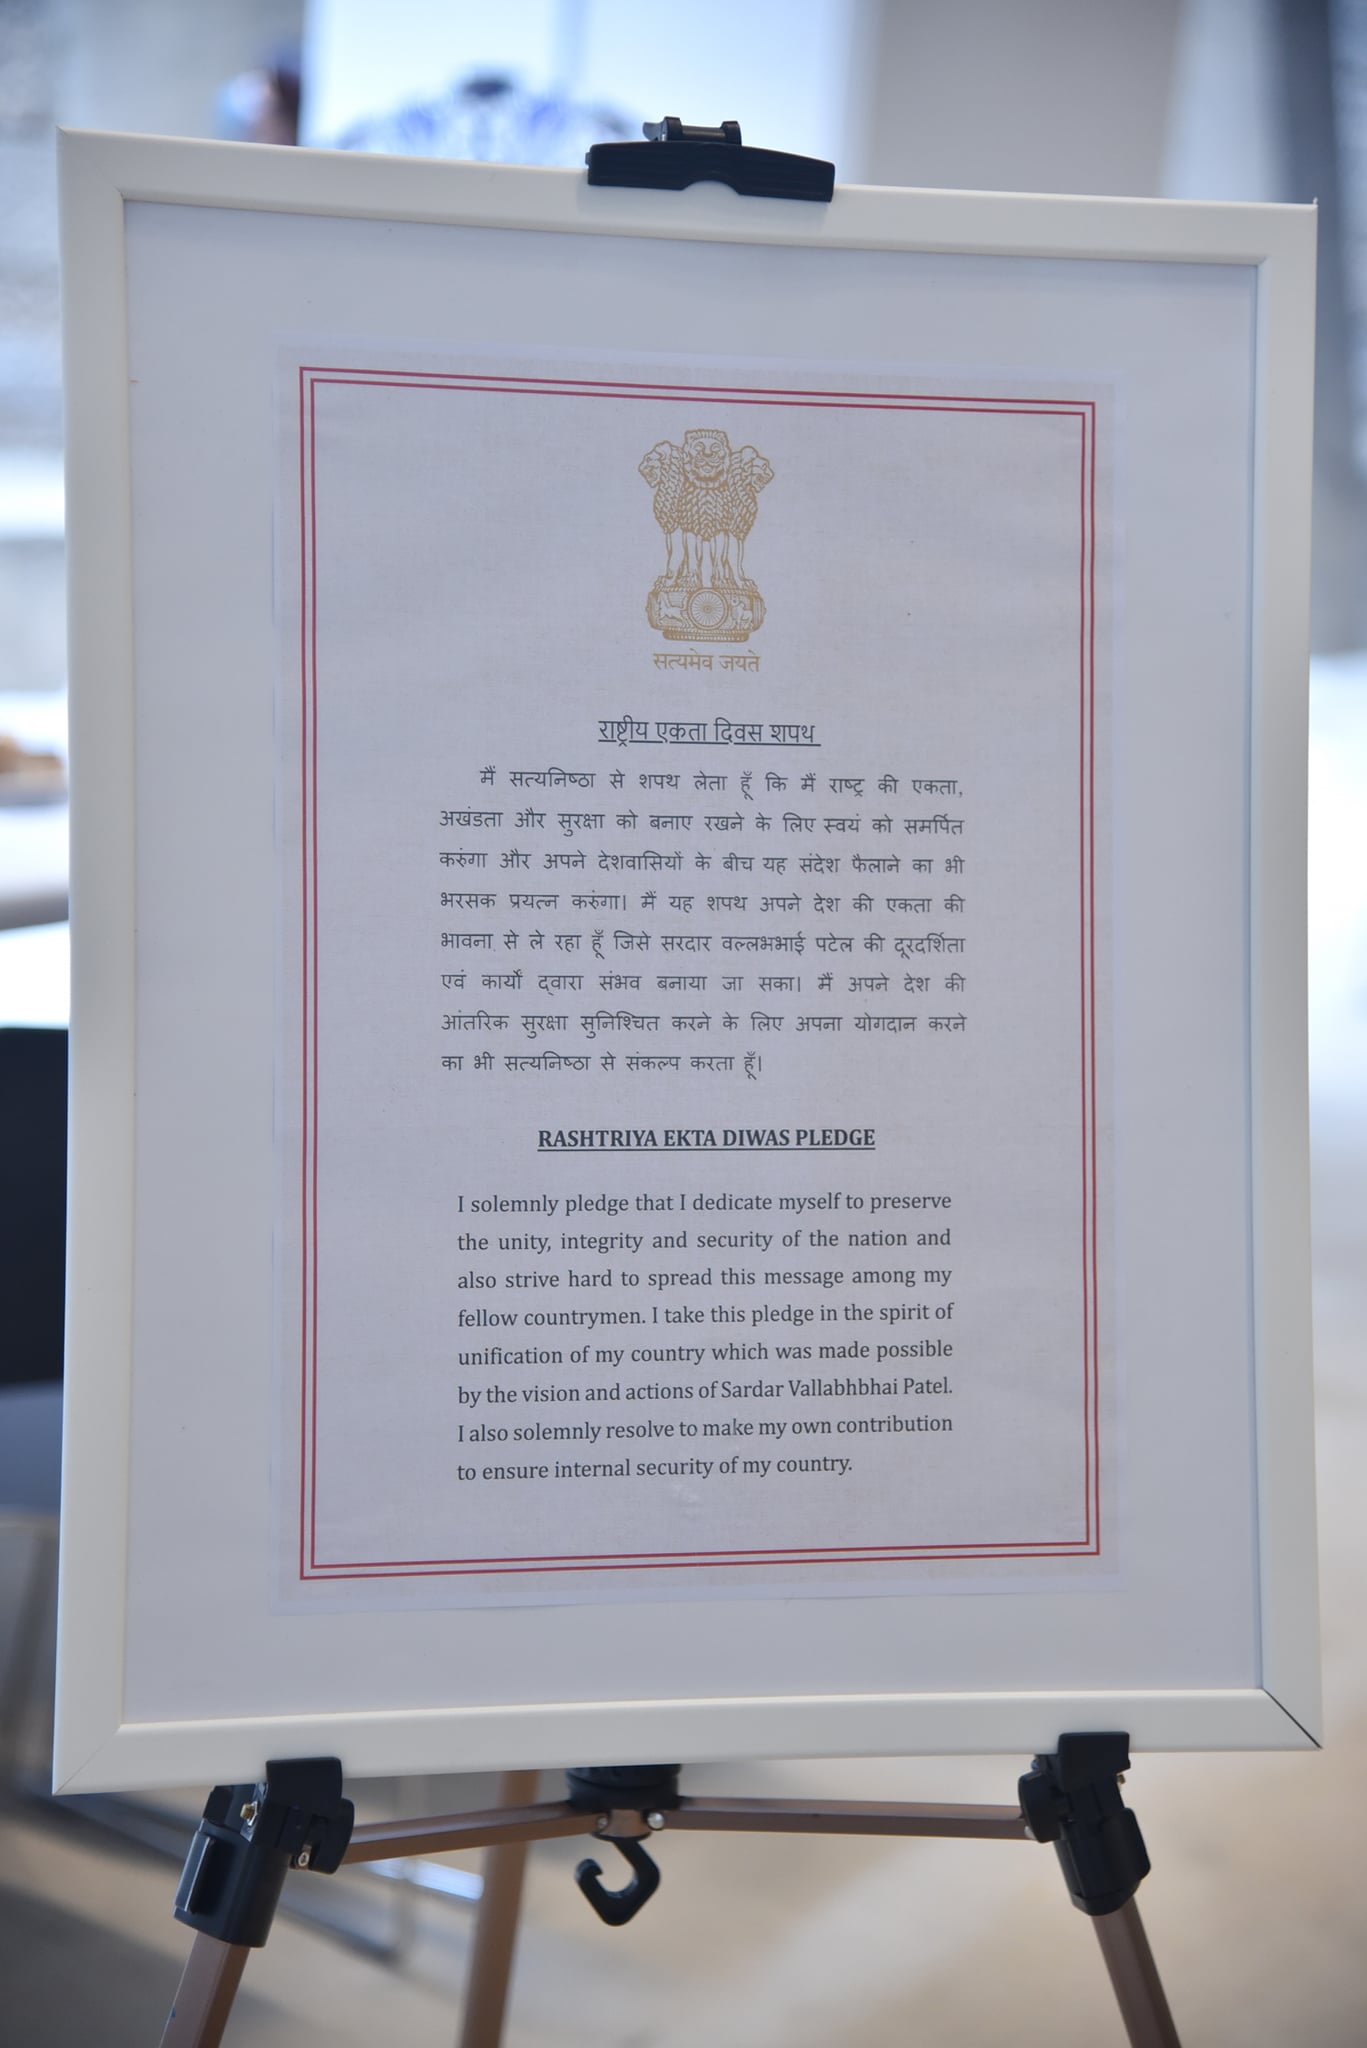 सत्यमेव जयते
राष्ट्रीय एकता दिवस शपथ
मैं सत्यनिष्ठा से शपथ लेता हूँ कि मैं राष्ट्र की एकता,
अखंडता और सुरक्षा को बनाए रखने के लिए स्वयं को समर्पित
करुंगा और अपने देशवासियों के बीच यह संदेश फैलाने का भी
भरसक प्रयत्न करुंगा। मैं यह शपथ अपने देश की एकता की
भावना से ले रहा हूँ जिसे सरदार वल्लभभाई पटेल की दूरदर्शिता
एवं कार्यों द्वारा संभव बनाया जा सका। मैं अपने देश की
आंतरिक सुरक्षा सुनिश्चित करने के लिए अपना योगदान करने
का भी सत्यनिष्ठा से संकल्प करता हूँ।
RASHTRIYA EKTA DIWAS PLEDGE
I solemnly pledge that I dedicate myself to preserve
the unity, integrity and security of the nation and
also strive hard to spread this message among my
fellow countrymen. I take this pledge in the spirit of
unification of my country which was made possible
by the vision and actions of Sardar Vallabhbhai Patel.
I also solemnly resolve to make my own contribution
to ensure internal security of my country.